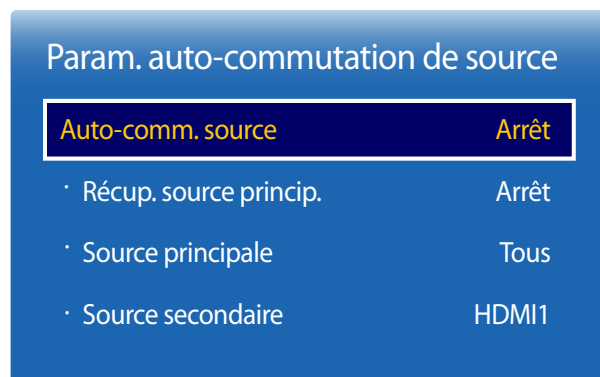 Param. auto-commutation de source
Auto-comm. source Arrêt
· Récup. source princip. Arrêt
· Source principale Tous
· Source secondaire HDMI1